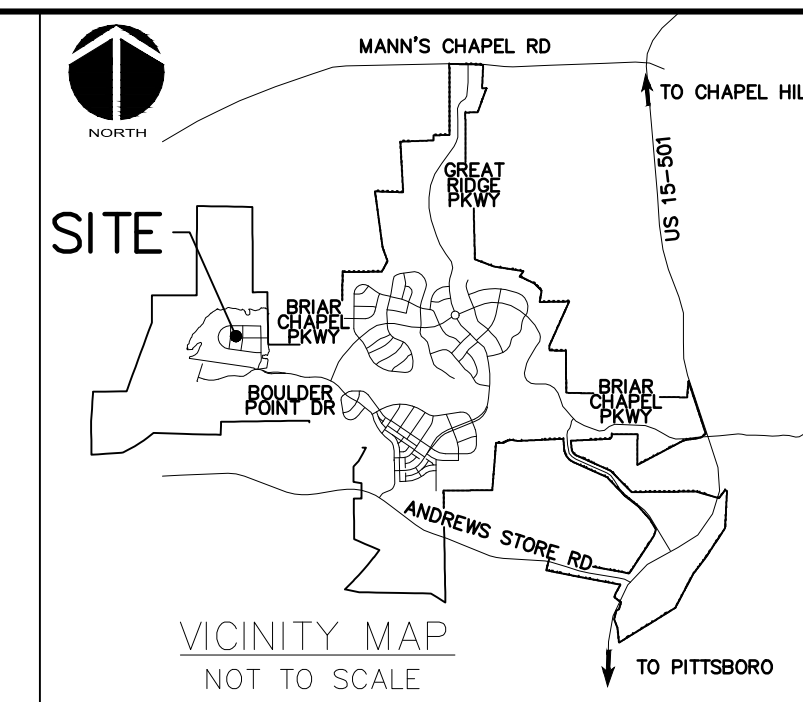 MANN'S CHAPEL RD
TO CHAPEL HIL
NORTH
US 15-501
GREAT
RIDGE
PKWY
SITE
BRIAR
CHAPEL
PKWY
BOULDER
POINT DR
BRIAR
CHAPEL
PKWY
ANDREWS STORE RD
VICINITY MAP
NOT TO SCALE
TO PITTSBORO